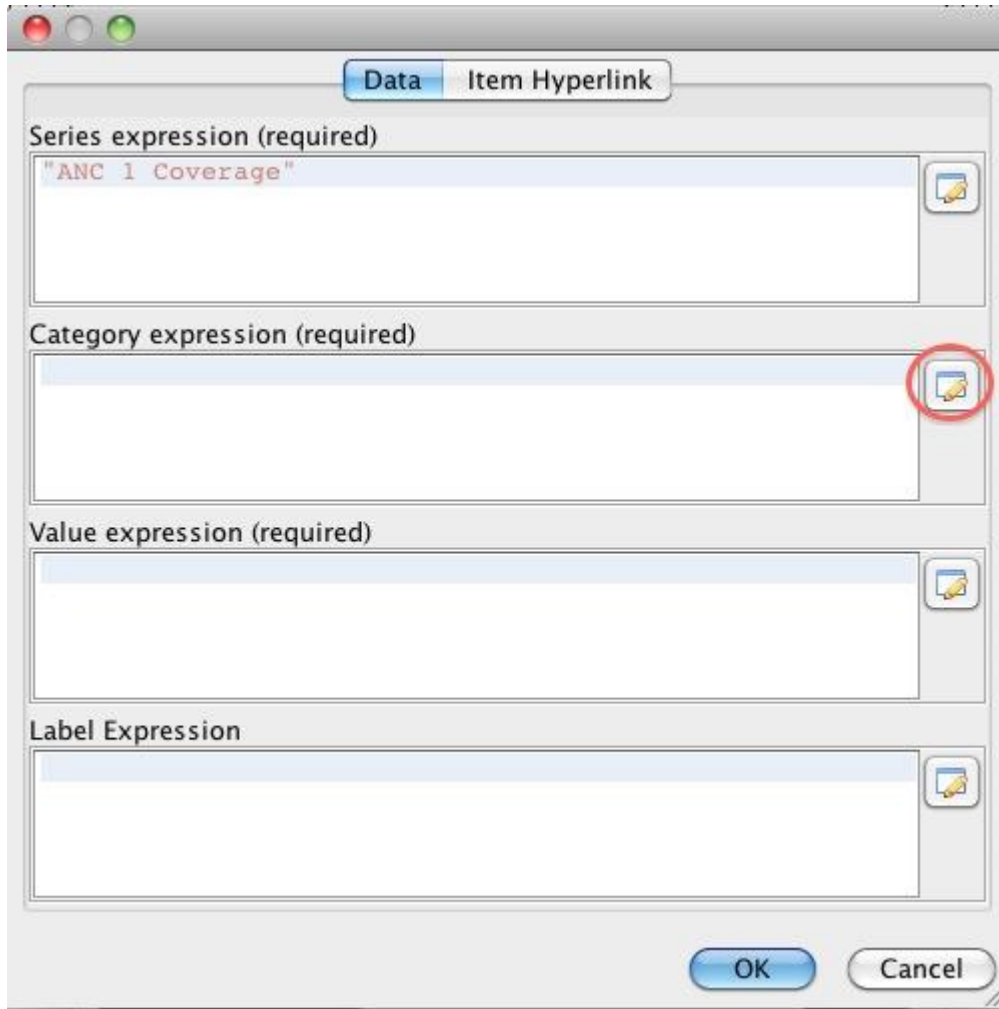 Data Item Hyperlink
Series expression (required)
"ANC 1 Coverage"
Category expression (required)
Value expression (required)
Label Expression
OK Cancel